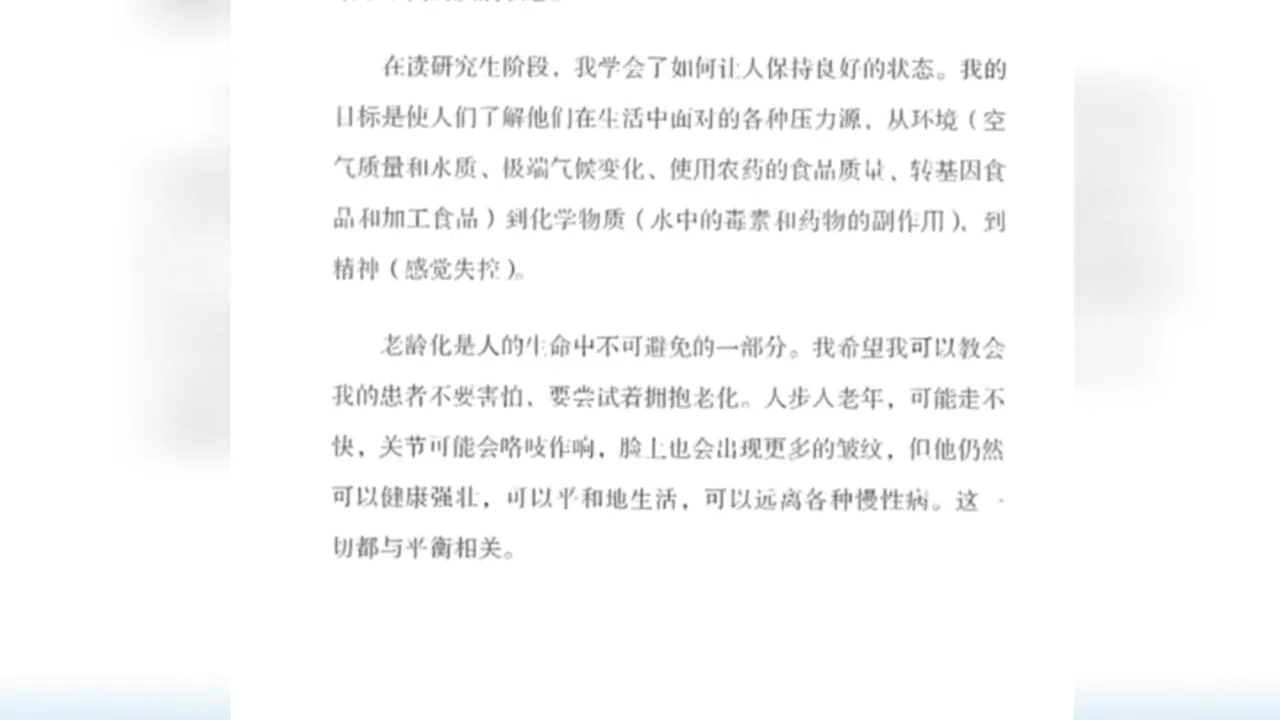 在读研究生阶段，我学会了如何让人保持良好的状态。我的
目标是使人们了解他们在生活中面对的各种压力源，从环境（空
气质量和水质、极端气候变化、使用农药的食品质量，转基因食
品和加工食品）到化学物质（水中的毒素和药物的副作用）、到
精神（感觉失控）。
老龄化是人的生命中不可避免的一部分。我希望我可以教会
我的患者不要害怕，要尝试着拥抱老化。人步入老年，可能走不
快，关节可能会咯吱作响，脸上也会出现更多的皱纹，但他仍然
可以健康强壮，可以平和地生活，可以远离各种慢性病。这一
切都与平衡相关。